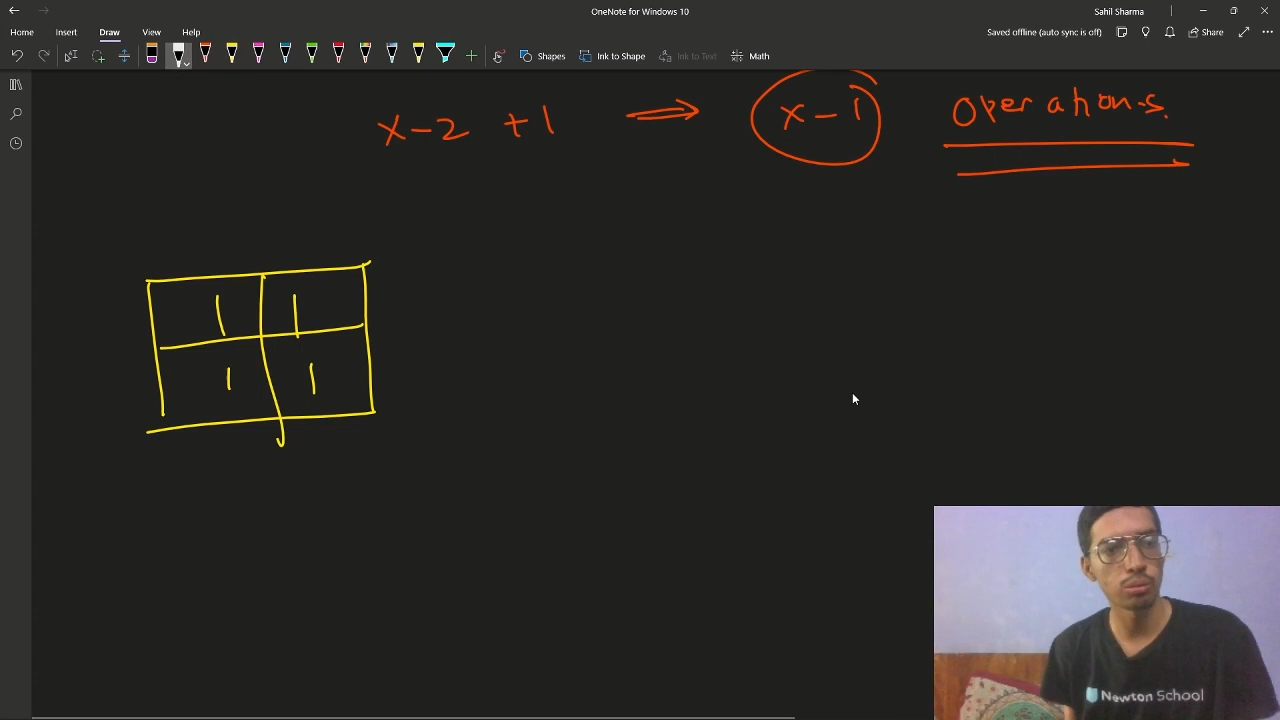 OneNote for Windows 10
Sahil Sharma
Home Insert Draw View Help
Saved offline (auto sync is off) Share
Shapes Ink to Shape Ink to Text Math
x-2 +1 ⟹ x-1 Operations.
1 1
1 1
Newton School